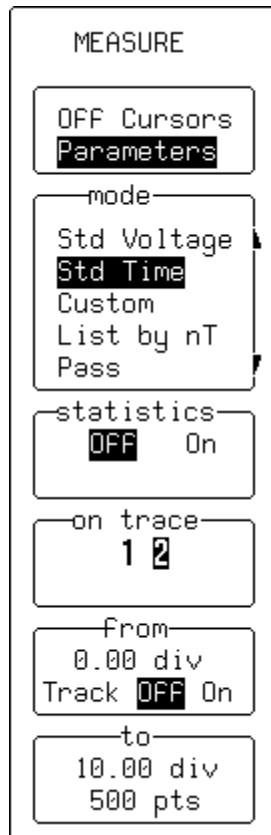 MEASURE
OFF Cursors
Parameters
mode
Std Voltage
Std Time
Custom
List by nT
Pass
statistics
OFF On
on trace
1 2
from
0.00 div
Track OFF On
to
10.00 div
500 pts